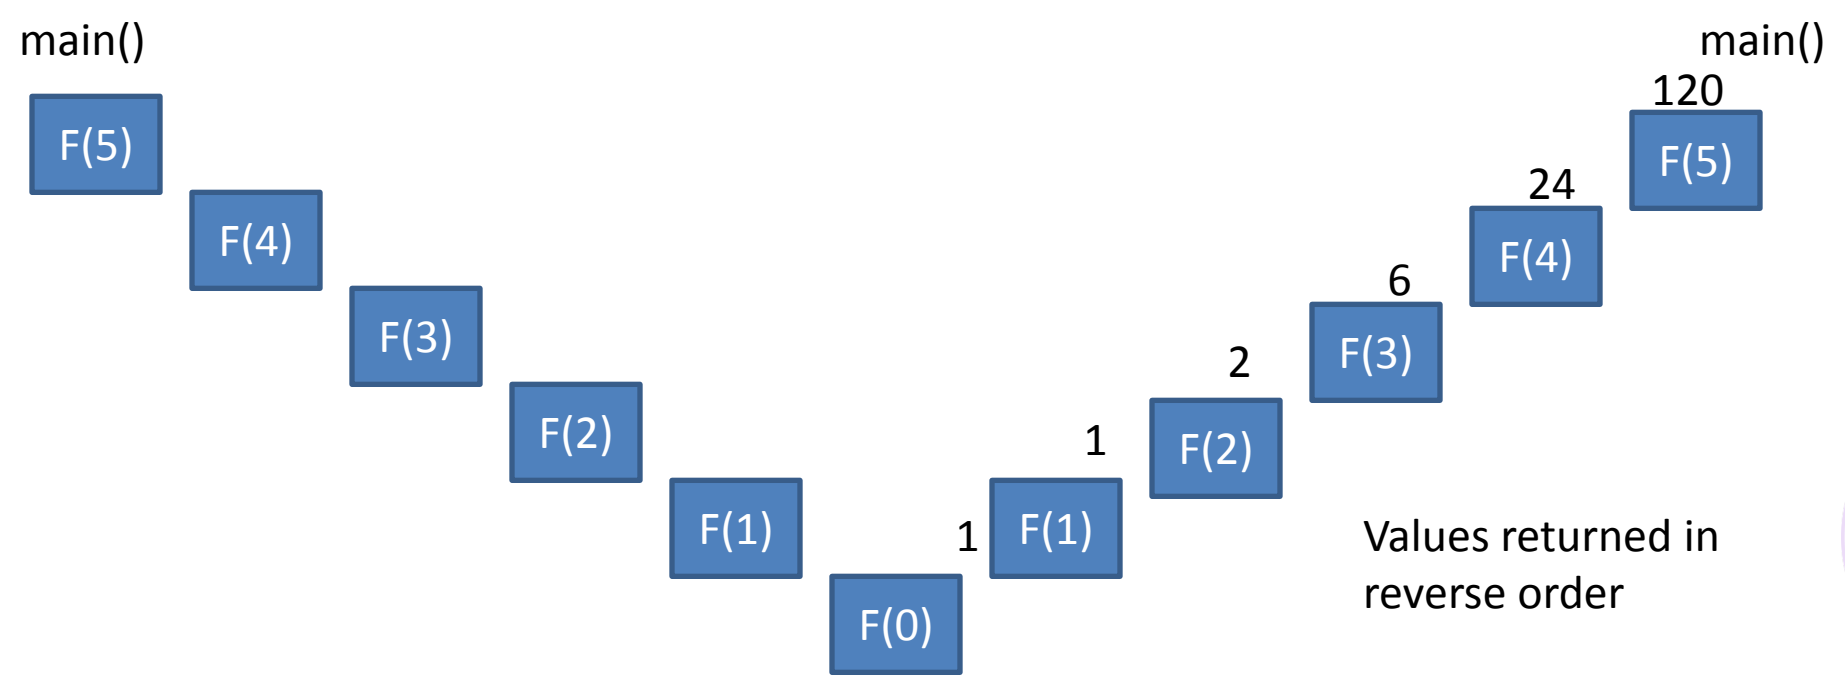 main()
main()
120
F(5)
F(5)
24
F(4)
F(4)
6
F(3)
F(3)
2
F(2)
1
F(2)
F(1)
1
F(1)
Values returned in
reverse order
F(0)